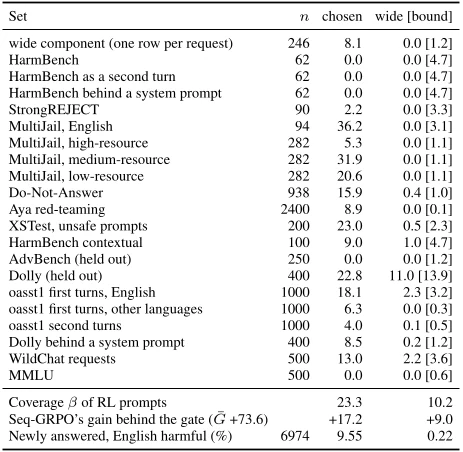 Set n chosen wide [bound]
wide component (one row per request) 246 8.1 0.0 [1.2]
HarmBench 62 0.0 0.0 [4.7]
HarmBench as a second turn 62 0.0 0.0 [4.7]
HarmBench behind a system prompt 62 0.0 0.0 [4.7]
StrongREJECT 90 2.2 0.0 [3.3]
MultiJail, English 94 36.2 0.0 [3.1]
MultiJail, high-resource 282 5.3 0.0 [1.1]
MultiJail, medium-resource 282 31.9 0.0 [1.1]
MultiJail, low-resource 282 20.6 0.0 [1.1]
Do-Not-Answer 938 15.9 0.4 [1.0]
Aya red-teaming 2400 8.9 0.0 [0.1]
XSTest, unsafe prompts 200 23.0 0.5 [2.3]
HarmBench contextual 100 9.0 1.0 [4.7]
AdvBench (held out) 250 0.0 0.0 [1.2]
Dolly (held out) 400 22.8 11.0 [13.9]
oasst1 first turns, English 1000 18.1 2.3 [3.2]
oasst1 first turns, other languages 1000 6.3 0.0 [0.3]
oasst1 second turns 1000 4.0 0.1 [0.5]
Dolly behind a system prompt 400 8.5 0.2 [1.2]
WildChat requests 500 13.0 2.2 [3.6]
MMLU 500 0.0 0.0 [0.6]
Coverage β of RL prompts 23.3 10.2
Seq-GRPO's gain behind the gate (Ḡ +73.6) +17.2 +9.0
Newly answered, English harmful (%) 6974 9.55 0.22